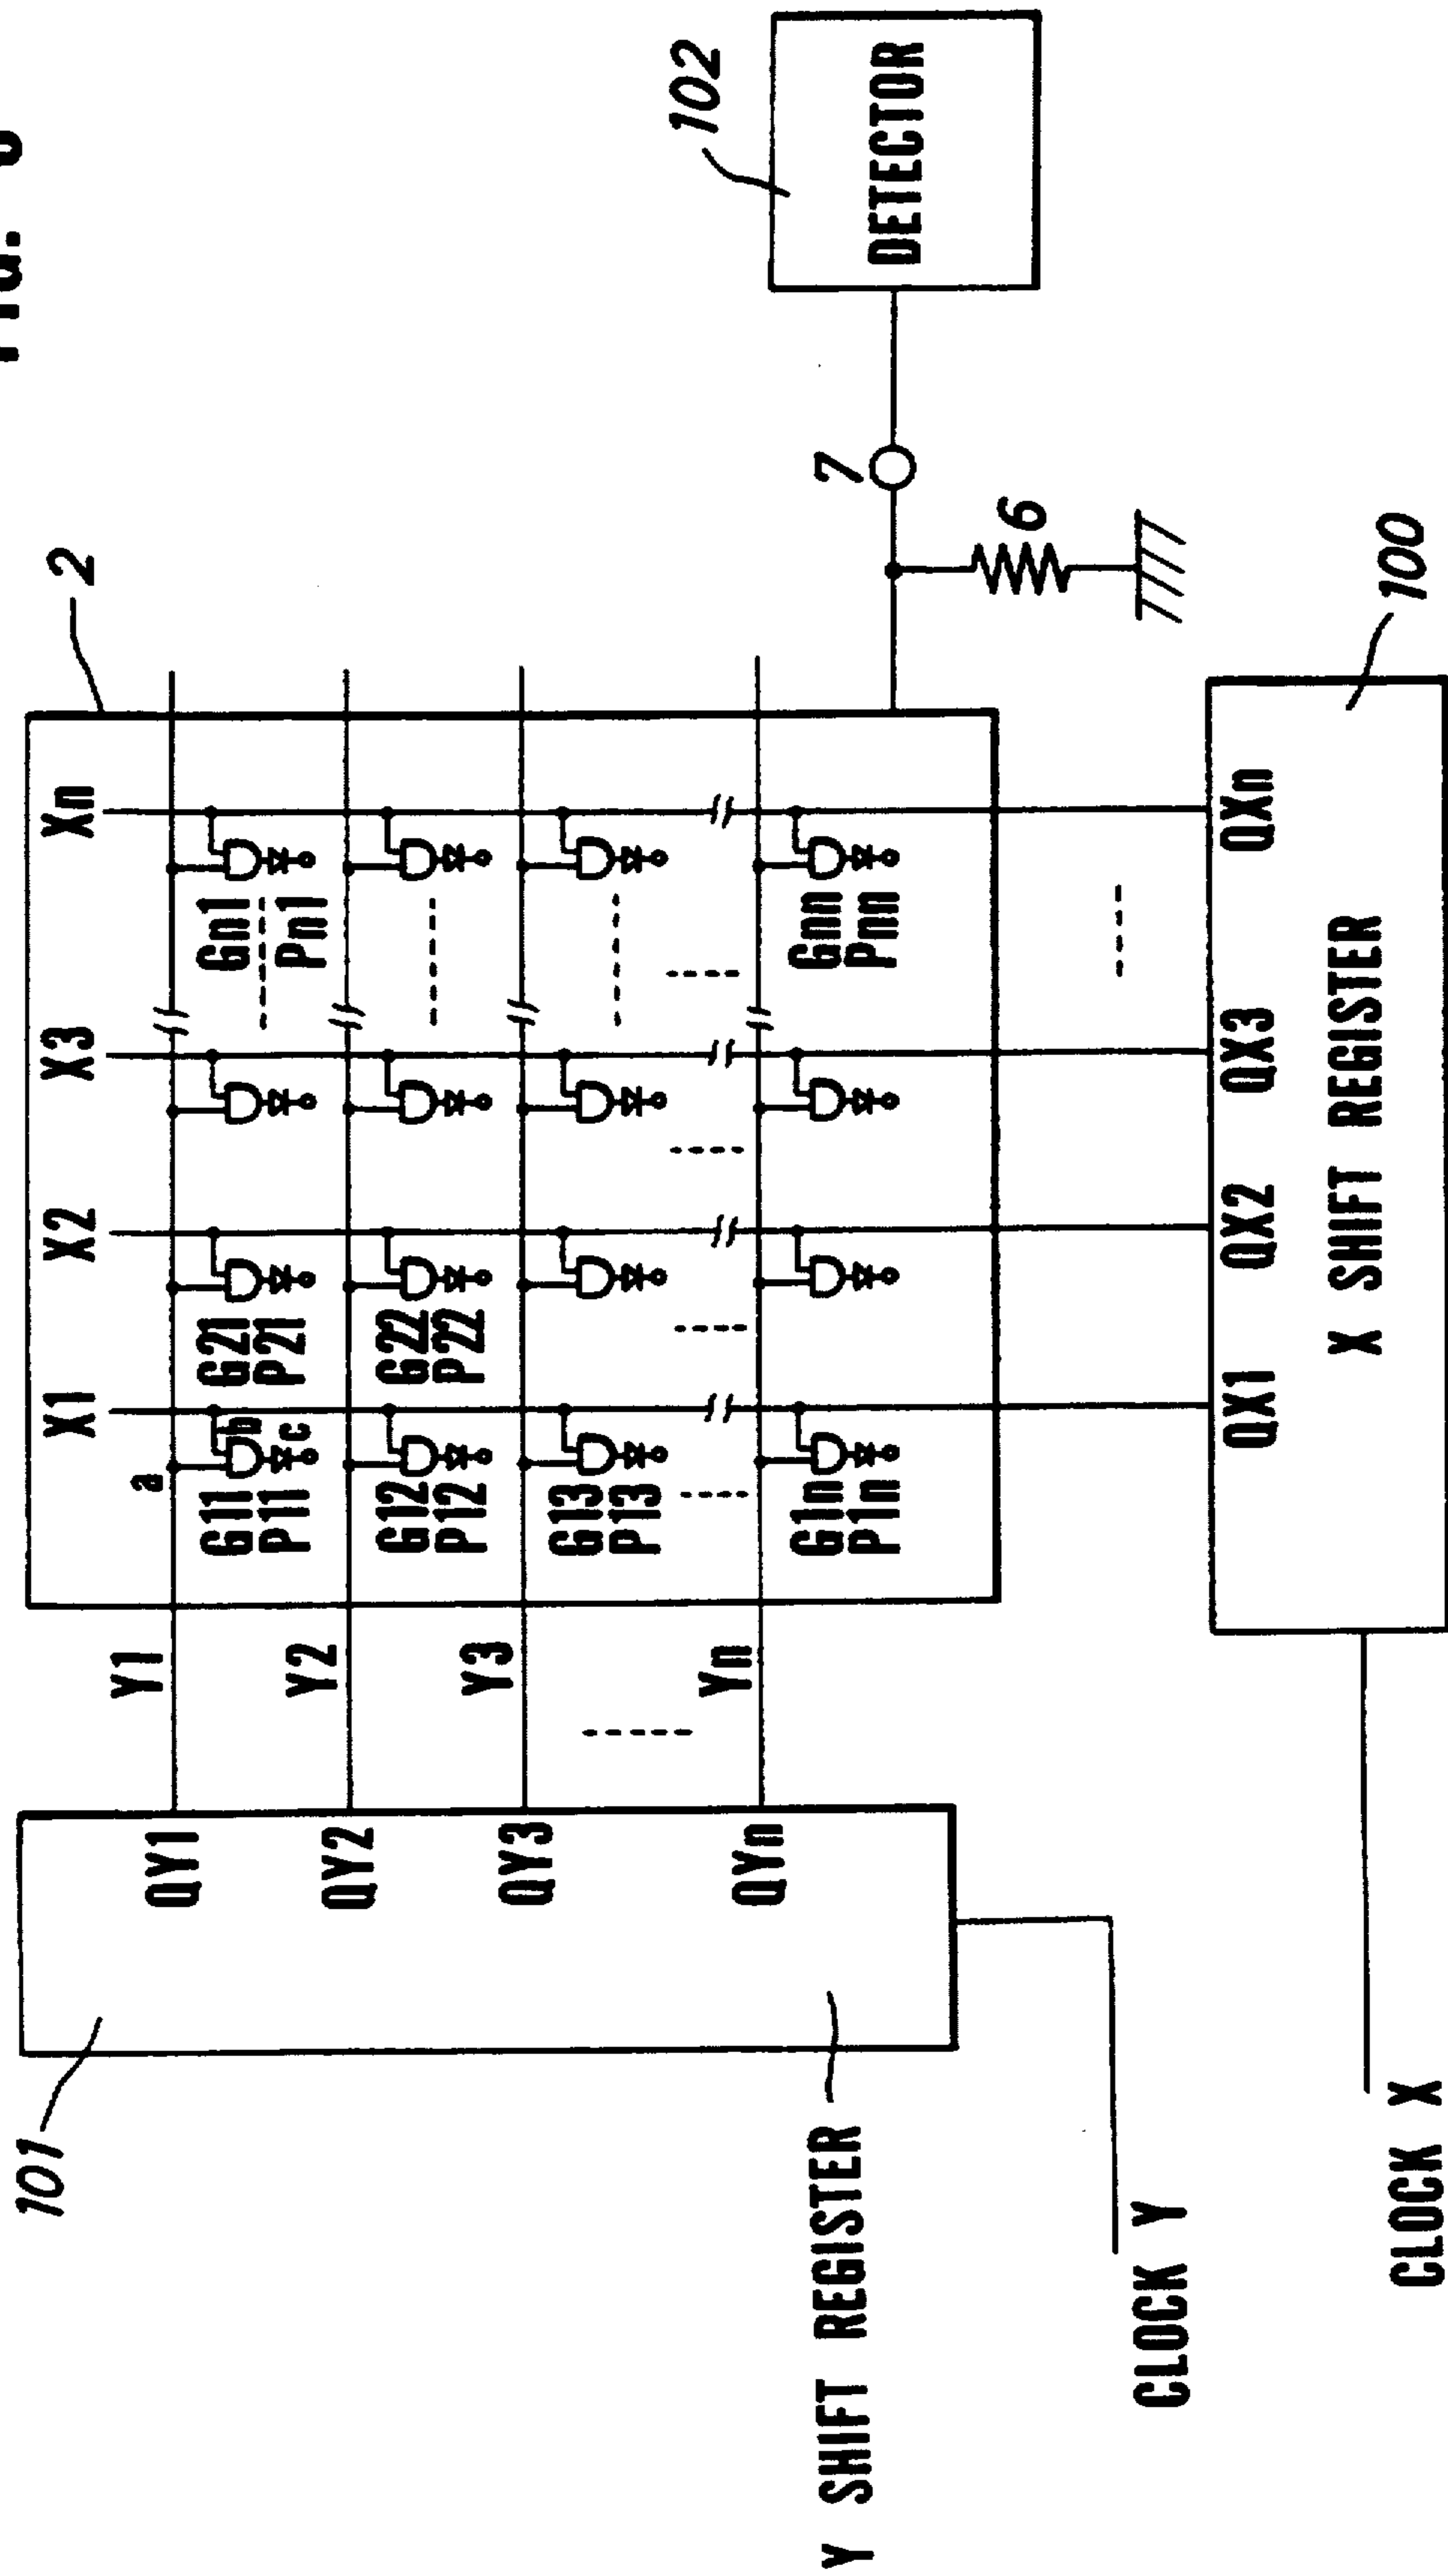 102
DETECTOR
2
7
6
X1 X2 X3 Xn
a
b
c
G11 G21 Gn1
P11 P21 Pn1
G12 G22
P12 P22
G13
P13
G1n Gnn
P1n Pnn
Y1
Y2
Y3
Yn
101
QY1
QY2
QY3
QYn
Y SHIFT REGISTER
CLOCK Y
100
QX1 QX2 QX3 QXn
X SHIFT REGISTER
CLOCK X